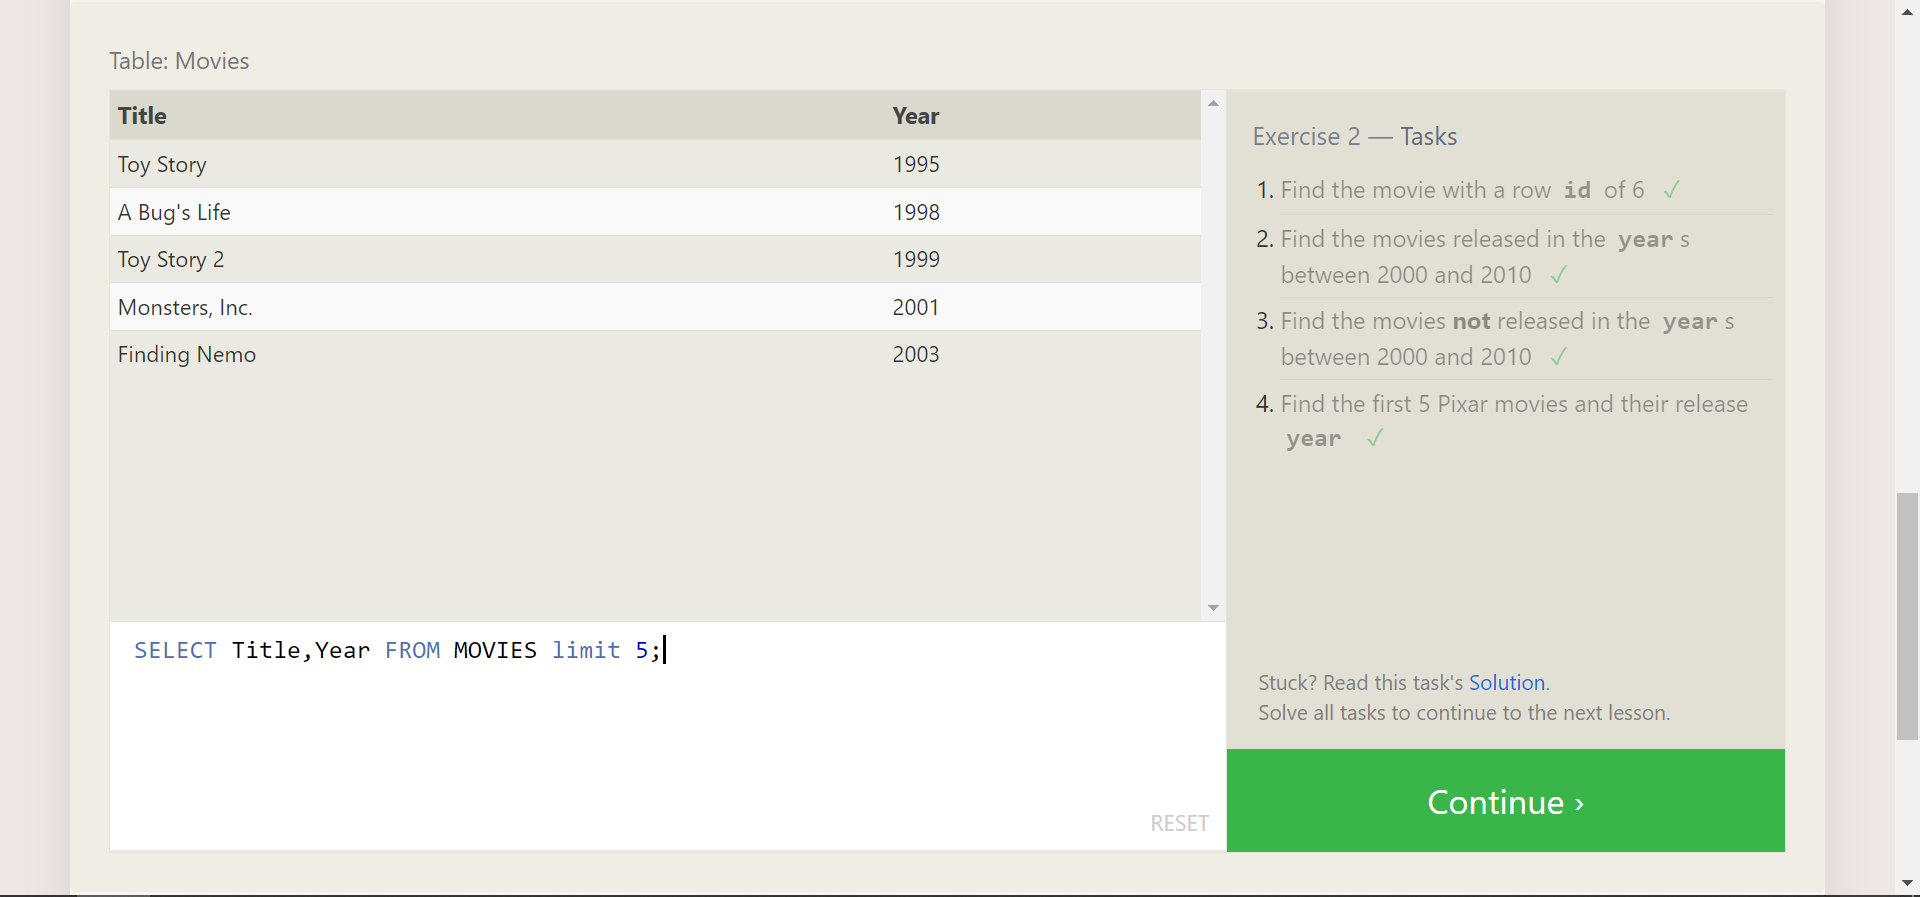 Table: Movies
Title Year
Toy Story 1995
A Bug's Life 1998
Toy Story 2 1999
Monsters, Inc. 2001
Finding Nemo 2003
SELECT Title,Year FROM MOVIES limit 5;
RESET
Exercise 2 — Tasks
1. Find the movie with a row id of 6 ✓
2. Find the movies released in the year s
between 2000 and 2010 ✓
3. Find the movies not released in the year s
between 2000 and 2010 ✓
4. Find the first 5 Pixar movies and their release
year ✓
Stuck? Read this task's Solution.
Solve all tasks to continue to the next lesson.
Continue ›